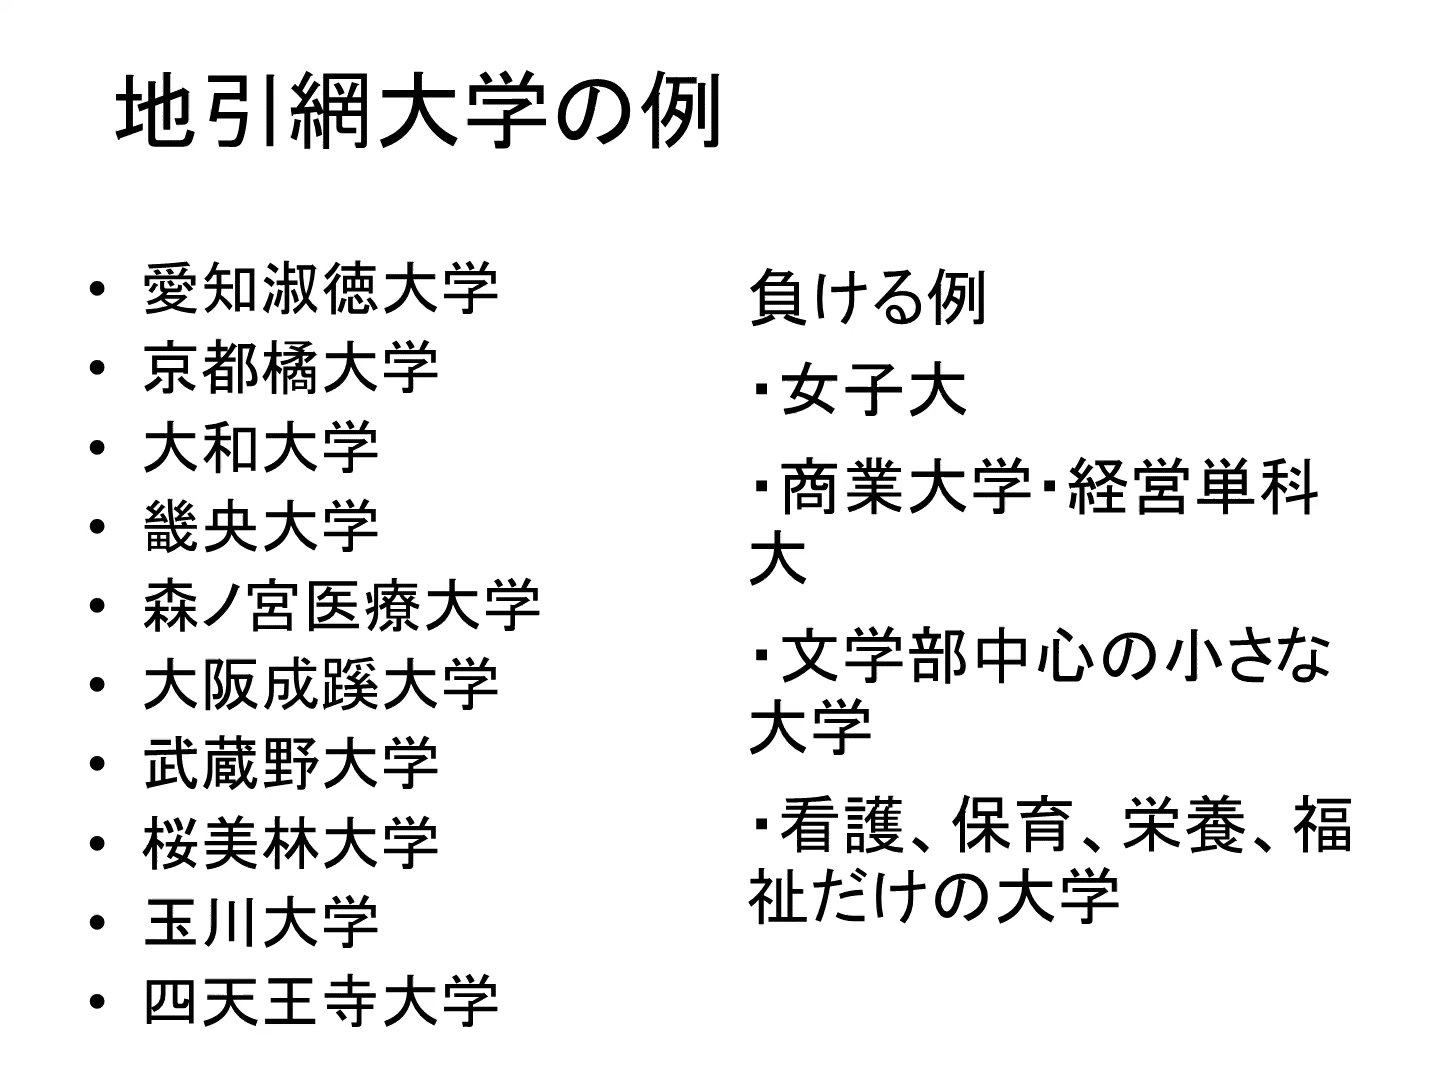 地引網大学の例
• 愛知淑徳大学
• 京都橘大学
• 大和大学
• 畿央大学
• 森ノ宮医療大学
• 大阪成蹊大学
• 武蔵野大学
• 桜美林大学
• 玉川大学
• 四天王寺大学
負ける例
・女子大
・商業大学・経営単科
大
・文学部中心の小さな
大学
・看護、保育、栄養、福
祉だけの大学